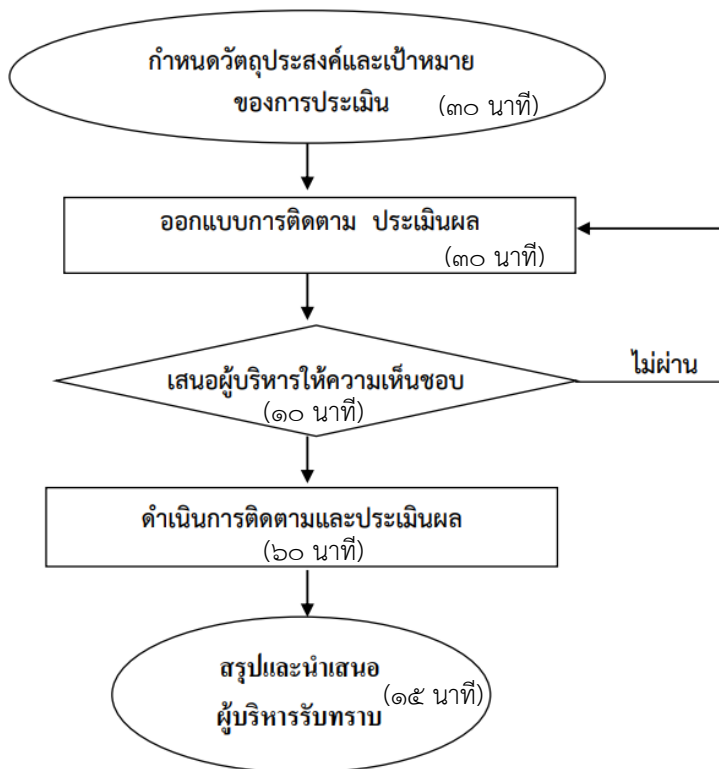 กำหนดวัตถุประสงค์และเป้าหมาย
ของการประเมิน (๓๐ นาที)
ออกแบบการติดตาม ประเมินผล
(๓๐ นาที)
ไม่ผ่าน
เสนอผู้บริหารให้ความเห็นชอบ
(๑๐ นาที)
ดำเนินการติดตามและประเมินผล
(๖๐ นาที)
สรุปและนำเสนอ
(๑๕ นาที)
ผู้บริหารรับทราบ